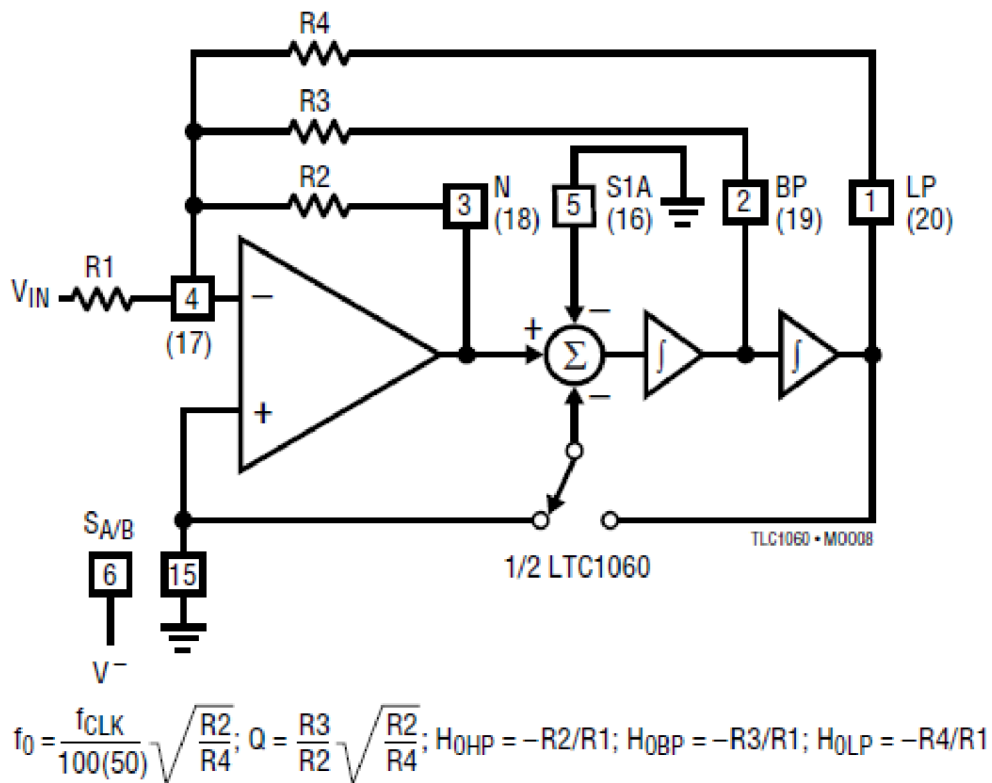 R4
R3
R2
N
3
(18)
5
S1A
(16)
2
BP
(19)
1
LP
(20)
VIN
R1
4
(17)
−
+
+
−
Σ
−
∫
∫
SA/B
6
15
V−
1/2 LTC1060
TLC1060 • MOO08
f0 = fCLK/100(50) √(R2/R4); Q = R3/R2 √(R2/R4); H0HP = −R2/R1; H0BP = −R3/R1; H0LP = −R4/R1